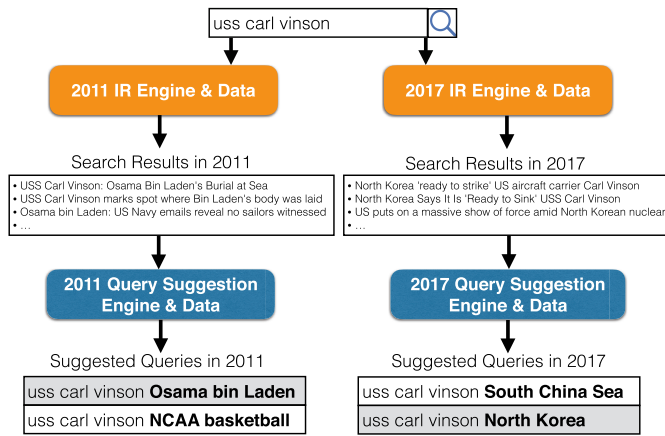 uss carl vinson
2011 IR Engine & Data
2017 IR Engine & Data
Search Results in 2011
Search Results in 2017
• USS Carl Vinson: Osama Bin Laden's Burial at Sea
• USS Carl Vinson marks spot where Bin Laden's body was laid
• Osama bin Laden: US Navy emails reveal no sailors witnessed
• ...
• North Korea 'ready to strike' US aircraft carrier Carl Vinson
• North Korea Says It Is 'Ready to Sink' USS Carl Vinson
• US puts on a massive show of force amid North Korean nuclear
• ...
2011 Query Suggestion
Engine & Data
2017 Query Suggestion
Engine & Data
Suggested Queries in 2011
Suggested Queries in 2017
uss carl vinson Osama bin Laden
uss carl vinson NCAA basketball
uss carl vinson South China Sea
uss carl vinson North Korea